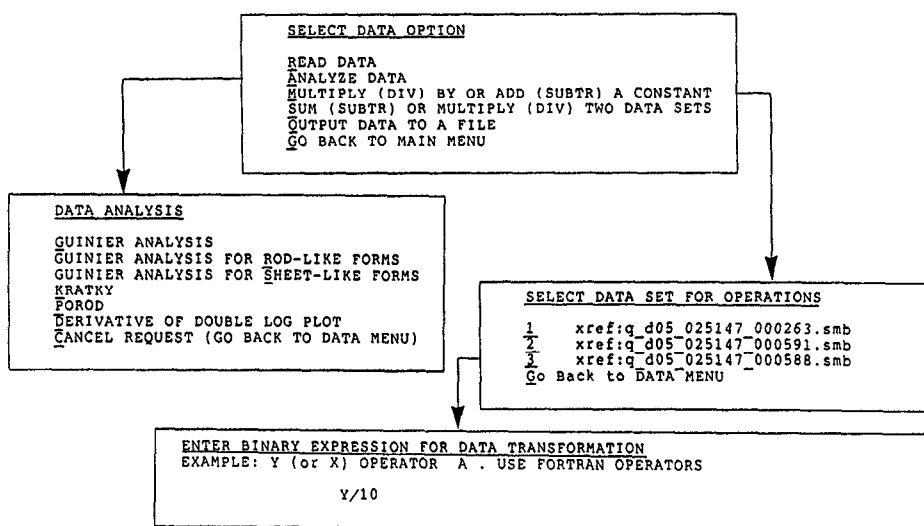 SELECT DATA OPTION
READ DATA
ANALYZE DATA
MULTIPLY (DIV) BY OR ADD (SUBTR) A CONSTANT
SUM (SUBTR) OR MULTIPLY (DIV) TWO DATA SETS
OUTPUT DATA TO A FILE
GO BACK TO MAIN MENU
DATA ANALYSIS
GUINIER ANALYSIS
GUINIER ANALYSIS FOR ROD-LIKE FORMS
GUINIER ANALYSIS FOR SHEET-LIKE FORMS
KRATKY
POROD
DERIVATIVE OF DOUBLE LOG PLOT
CANCEL REQUEST (GO BACK TO DATA MENU)
SELECT DATA SET FOR OPERATIONS
1 xref:q_d05_025147_000263.smb
2 xref:q_d05_025147_000591.smb
3 xref:q_d05_025147_000588.smb
Go Back to DATA MENU
ENTER BINARY EXPRESSION FOR DATA TRANSFORMATION
EXAMPLE: Y (or X) OPERATOR A . USE FORTRAN OPERATORS
Y/10